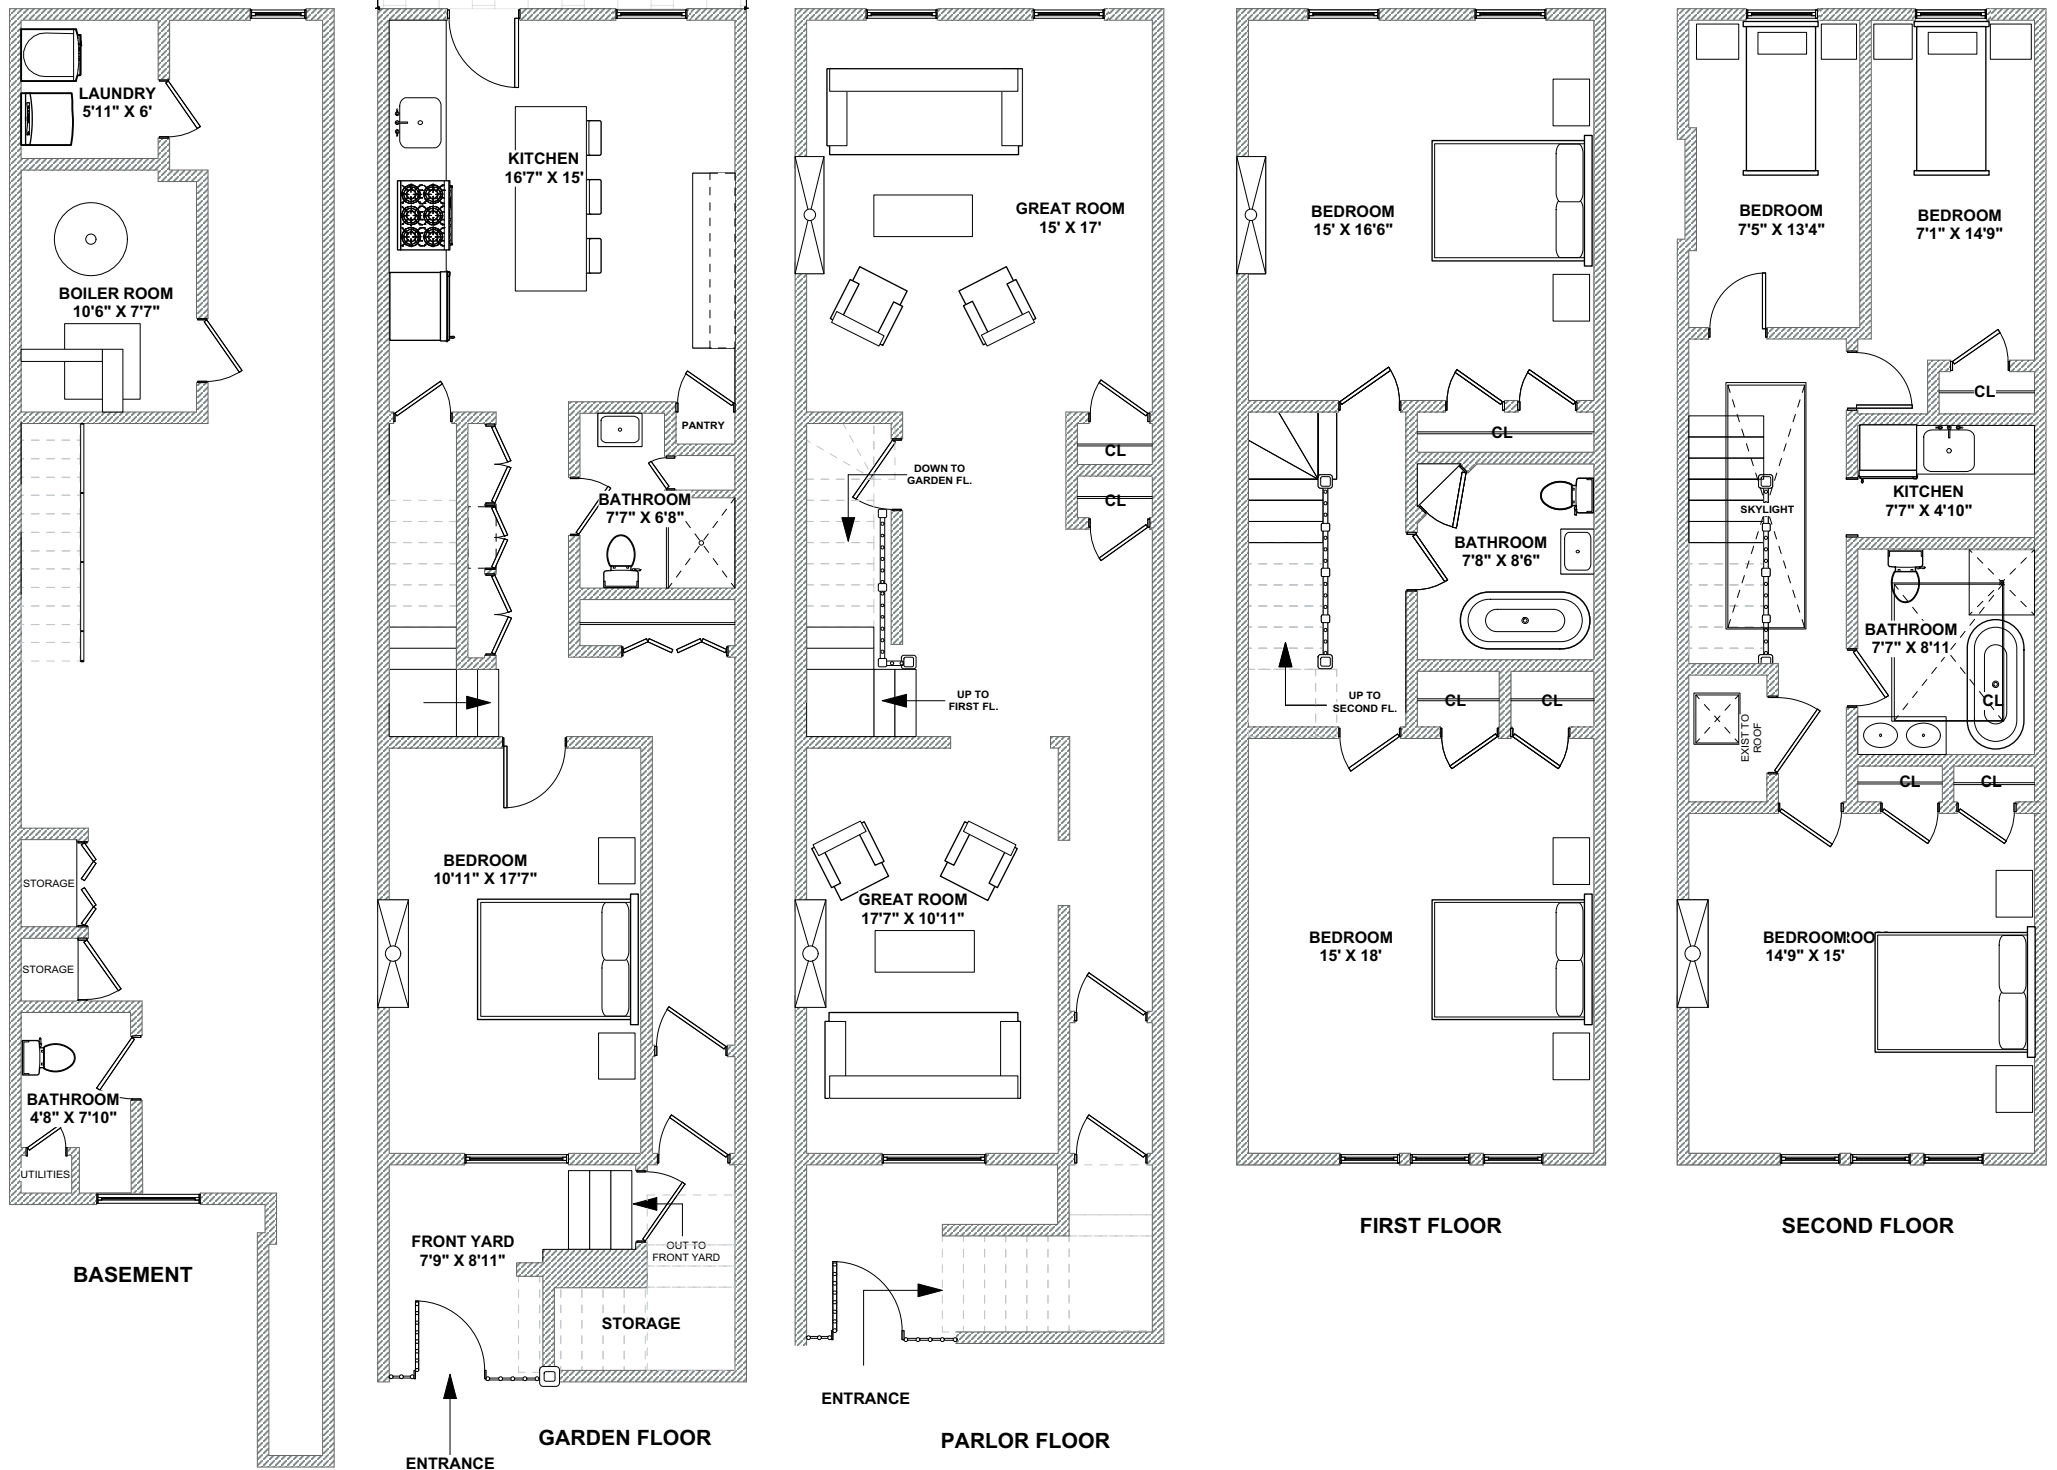 LAUNDRY
5'11" X 6'
BOILER ROOM
10'6" X 7'7"
STORAGE
STORAGE
BATHROOM
4'8" X 7'10"
UTILITIES
BASEMENT
KITCHEN
16'7" X 15'
PANTRY
BATHROOM
7'7" X 6'8"
BEDROOM
10'11" X 17'7"
FRONT YARD
7'9" X 8'11"
OUT TO
FRONT YARD
STORAGE
GARDEN FLOOR
ENTRANCE
GREAT ROOM
15' X 17'
CL
CL
DOWN TO
GARDEN FL.
UP TO
FIRST FL.
GREAT ROOM
17'7" X 10'11"
ENTRANCE
PARLOR FLOOR
BEDROOM
15' X 16'6"
CL
BATHROOM
7'8" X 8'6"
UP TO
SECOND FL.
CL
CL
BEDROOM
15' X 18'
FIRST FLOOR
BEDROOM
7'5" X 13'4"
BEDROOM
7'1" X 14'9"
CL
KITCHEN
7'7" X 4'10"
SKYLIGHT
BATHROOM
7'7" X 8'11
CL
EXIST TO
ROOF
CL
CL
BEDROOM
14'9" X 15'
SECOND FLOOR